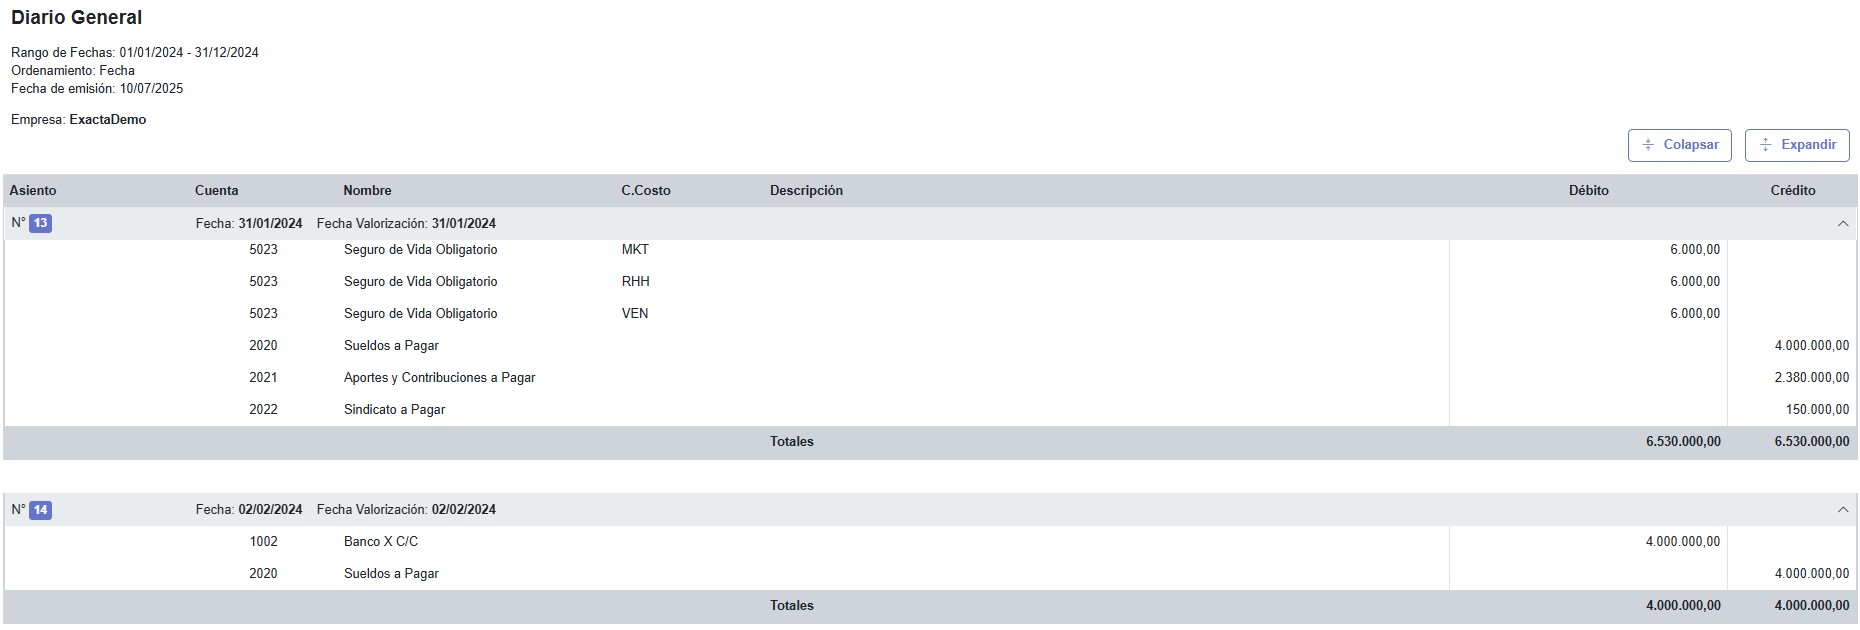 Diario General
Rango de Fechas: 01/01/2024 - 31/12/2024
Ordenamiento: Fecha
Fecha de emisión: 10/07/2025
Empresa: ExactaDemo
Colapsar Expandir
Asiento Cuenta Nombre C.Costo Descripción Débito Crédito
N° 13 Fecha: 31/01/2024 Fecha Valorización: 31/01/2024
5023 Seguro de Vida Obligatorio MKT 6.000,00
5023 Seguro de Vida Obligatorio RHH 6.000,00
5023 Seguro de Vida Obligatorio VEN 6.000,00
2020 Sueldos a Pagar 4.000.000,00
2021 Aportes y Contribuciones a Pagar 2.380.000,00
2022 Sindicato a Pagar 150.000,00
Totales 6.530.000,00 6.530.000,00
N° 14 Fecha: 02/02/2024 Fecha Valorización: 02/02/2024
1002 Banco X C/C 4.000.000,00
2020 Sueldos a Pagar 4.000.000,00
Totales 4.000.000,00 4.000.000,00